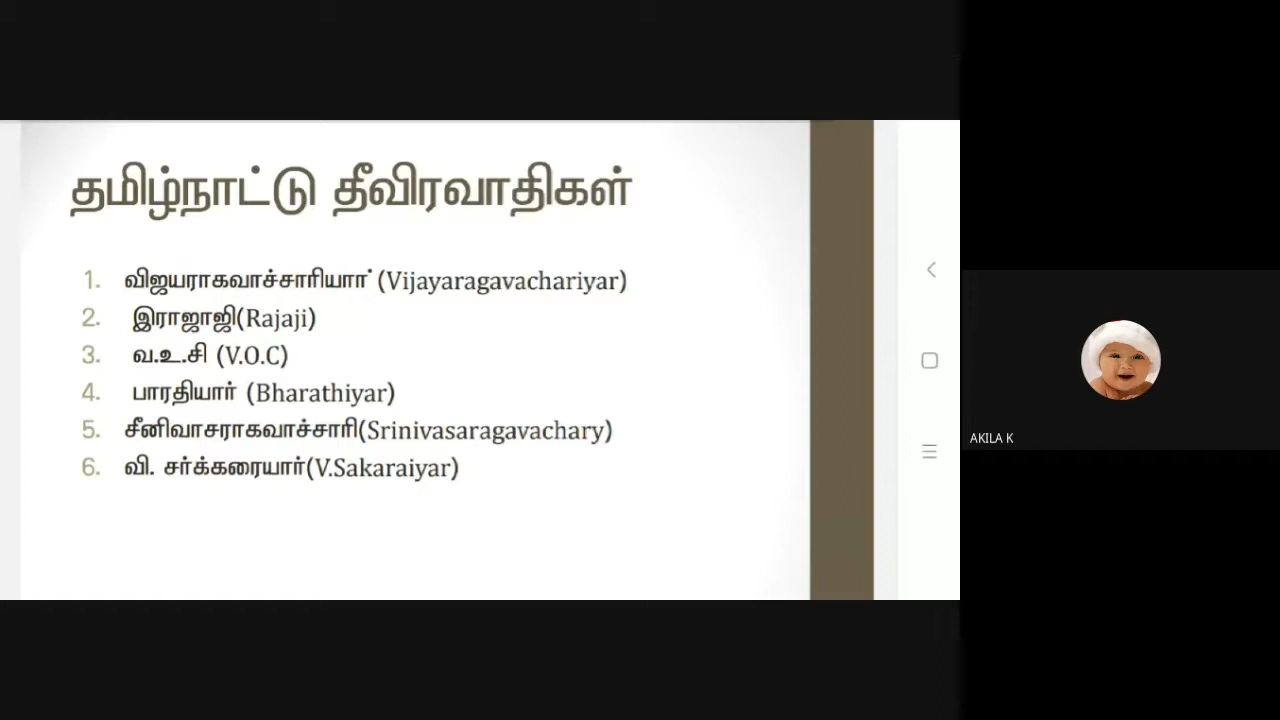 தமிழ்நாட்டு தீவிரவாதிகள்
1. விஜயராகவாச்சாரியார் (Vijayaragavachariyar)
2. இராஜாஜி(Rajaji)
3. வ.உ.சி (V.O.C)
4. பாரதியார் (Bharathiyar)
5. சீனிவாசராகவாச்சாரி(Srinivasaragavachary)
6. வி. சர்க்கரையார்(V.Sakaraiyar)
AKILA K